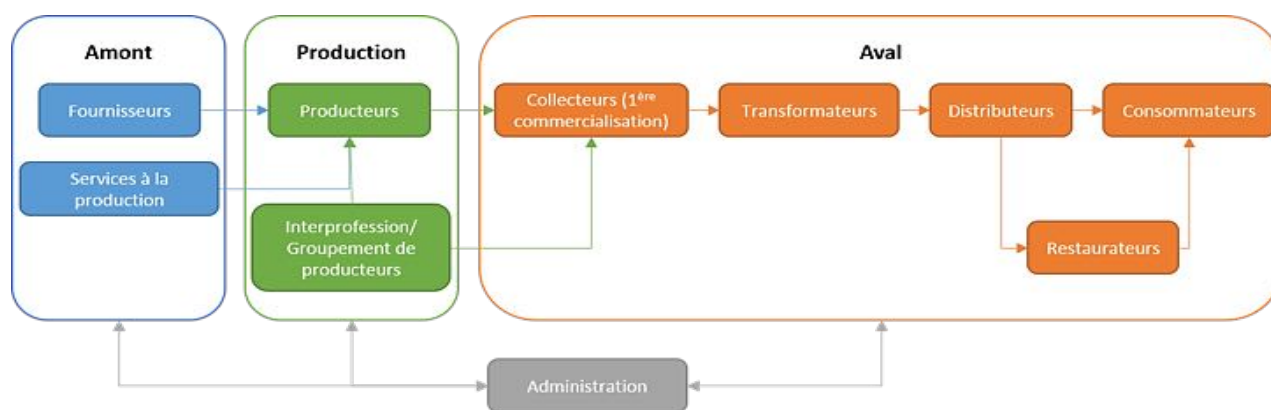 Amont
Production
Aval
Fournisseurs
Producteurs
Collecteurs (1ère
commercialisation)
Transformateurs
Distributeurs
Consommateurs
Services à la
production
Interprofession/
Groupement de
producteurs
Restaurateurs
Administration